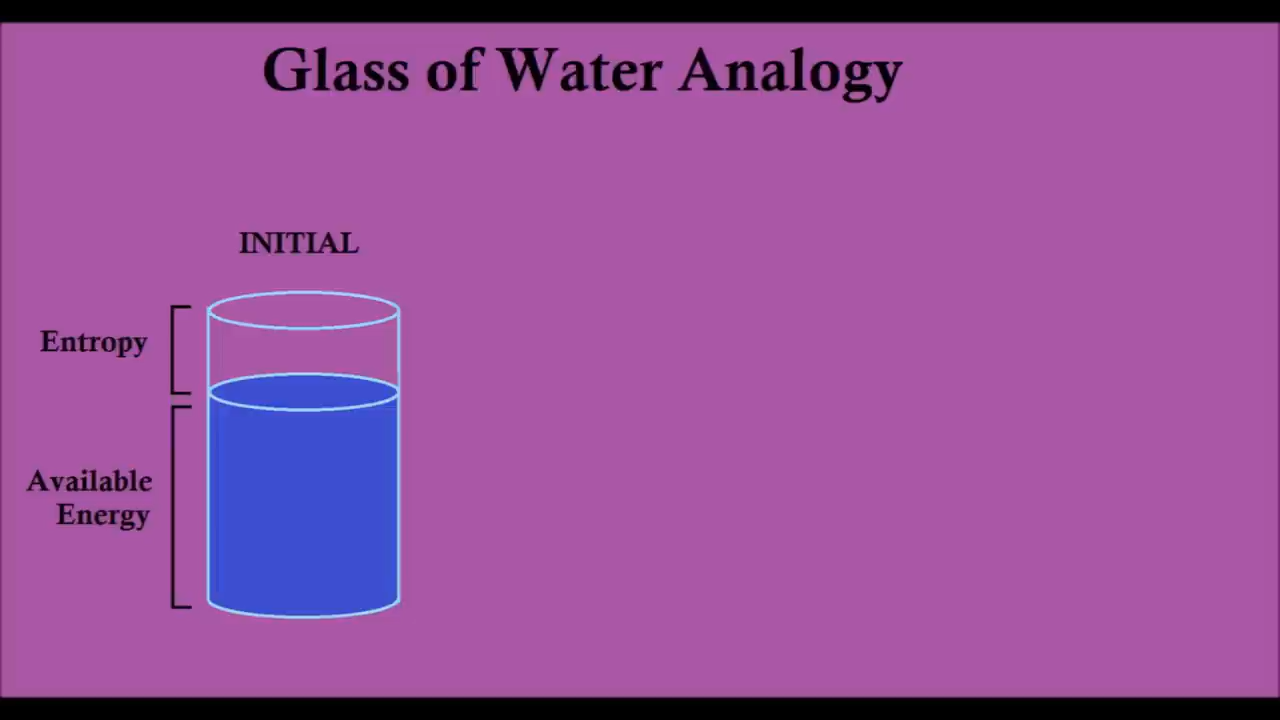 Glass of Water Analogy
INITIAL
Entropy
Available
Energy